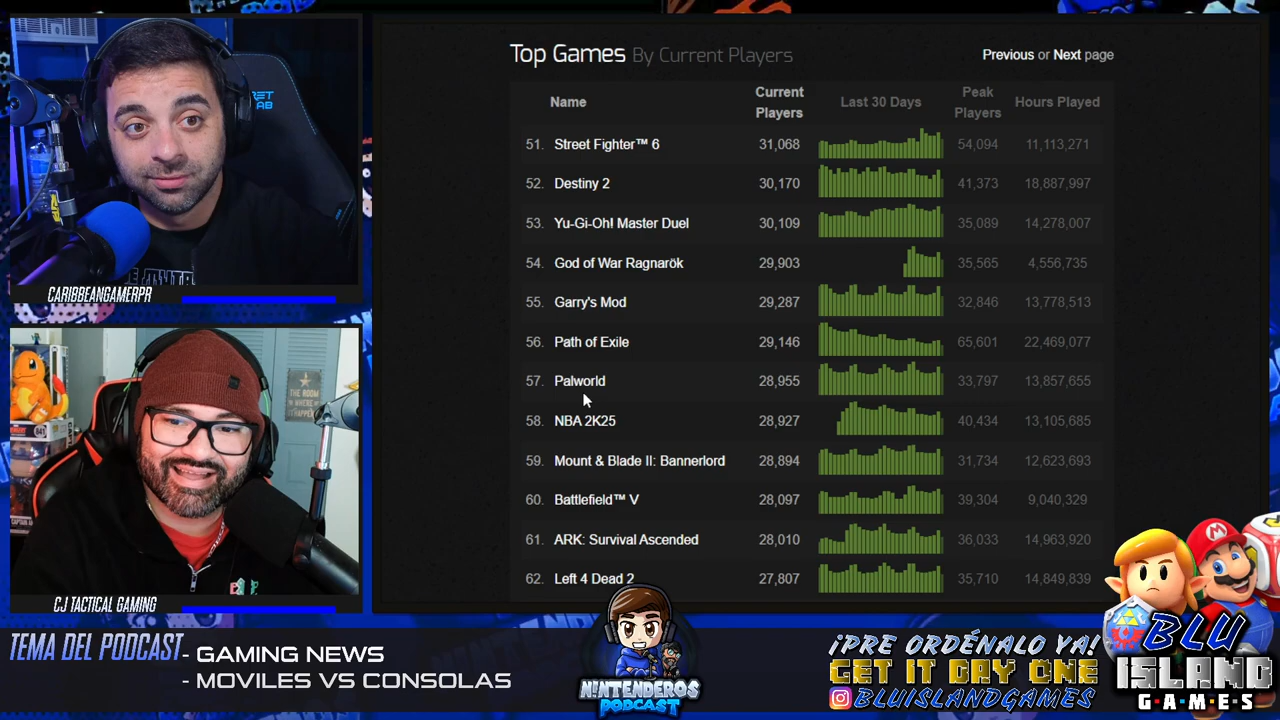 Top Games By Current Players
Previous or Next page
Name Current Players Last 30 Days Peak Players Hours Played
51. Street Fighter™ 6 31,068 54,094 11,113,271
52. Destiny 2 30,170 41,373 18,887,997
53. Yu-Gi-Oh! Master Duel 30,109 35,089 14,278,007
54. God of War Ragnarök 29,903 35,565 4,556,735
55. Garry's Mod 29,287 32,846 13,778,513
56. Path of Exile 29,146 65,601 22,469,077
57. Palworld 28,955 33,797 13,857,655
58. NBA 2K25 28,927 40,434 13,105,685
59. Mount & Blade II: Bannerlord 28,894 31,734 12,623,693
60. Battlefield™ V 28,097 39,304 9,040,329
61. ARK: Survival Ascended 28,010 36,033 14,963,920
62. Left 4 Dead 2 27,807 35,710 14,849,839
CARIBBEANGAMERPR
THE ROOM
WHERE
HAPPENED
CJ TACTICAL GAMING
TEMA DEL PODCAST
- GAMING NEWS
- MOVILES VS CONSOLAS
NINTENDEROS
PODCAST
¡PRE ORDÉNALO YA!
GET IT DAY ONE
BLUISLANDGAMES
BLU
ISLAND
G·A·M·E·S